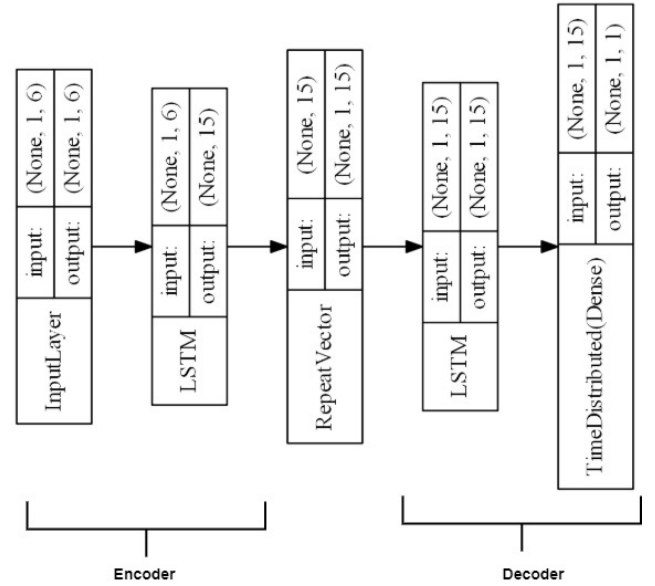 InputLayer
input:
(None, 1, 6)
output:
(None, 1, 6)
LSTM
input:
(None, 1, 6)
output:
(None, 15)
RepeatVector
input:
(None, 15)
output:
(None, 1, 15)
LSTM
input:
(None, 1, 15)
output:
(None, 1, 15)
TimeDistributed(Dense)
input:
(None, 1, 15)
output:
(None, 1, 1)
Encoder
Decoder